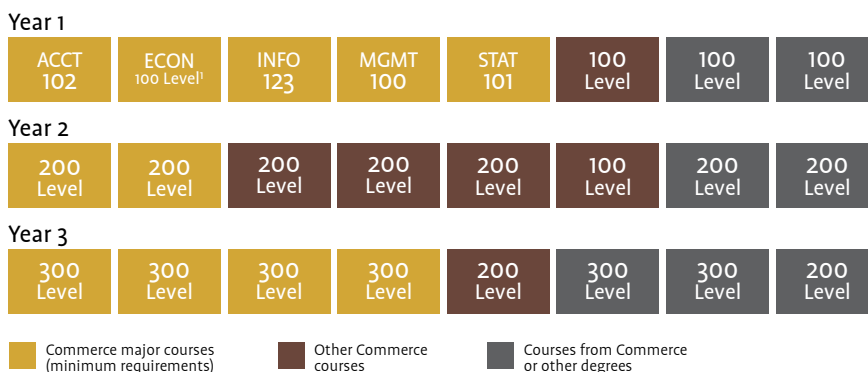 Year 1
ACCT 102
ECON 100 Level¹
INFO 123
MGMT 100
STAT 101
100 Level
100 Level
100 Level
Year 2
200 Level
200 Level
200 Level
200 Level
200 Level
100 Level
200 Level
200 Level
Year 3
300 Level
300 Level
300 Level
300 Level
200 Level
300 Level
300 Level
200 Level
Commerce major courses
(minimum requirements)
Other Commerce
courses
Courses from Commerce
or other degrees